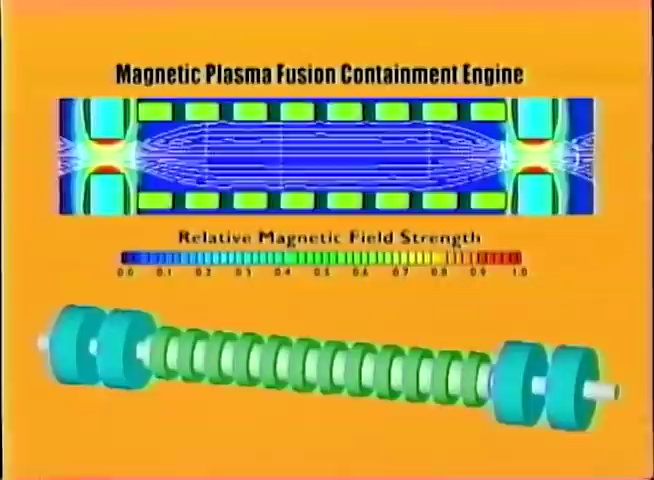 Magnetic Plasma Fusion Containment Engine
Relative Magnetic Field Strength
0.0 0.1 0.2 0.3 0.4 0.5 0.6 0.7 0.8 0.9 1.0